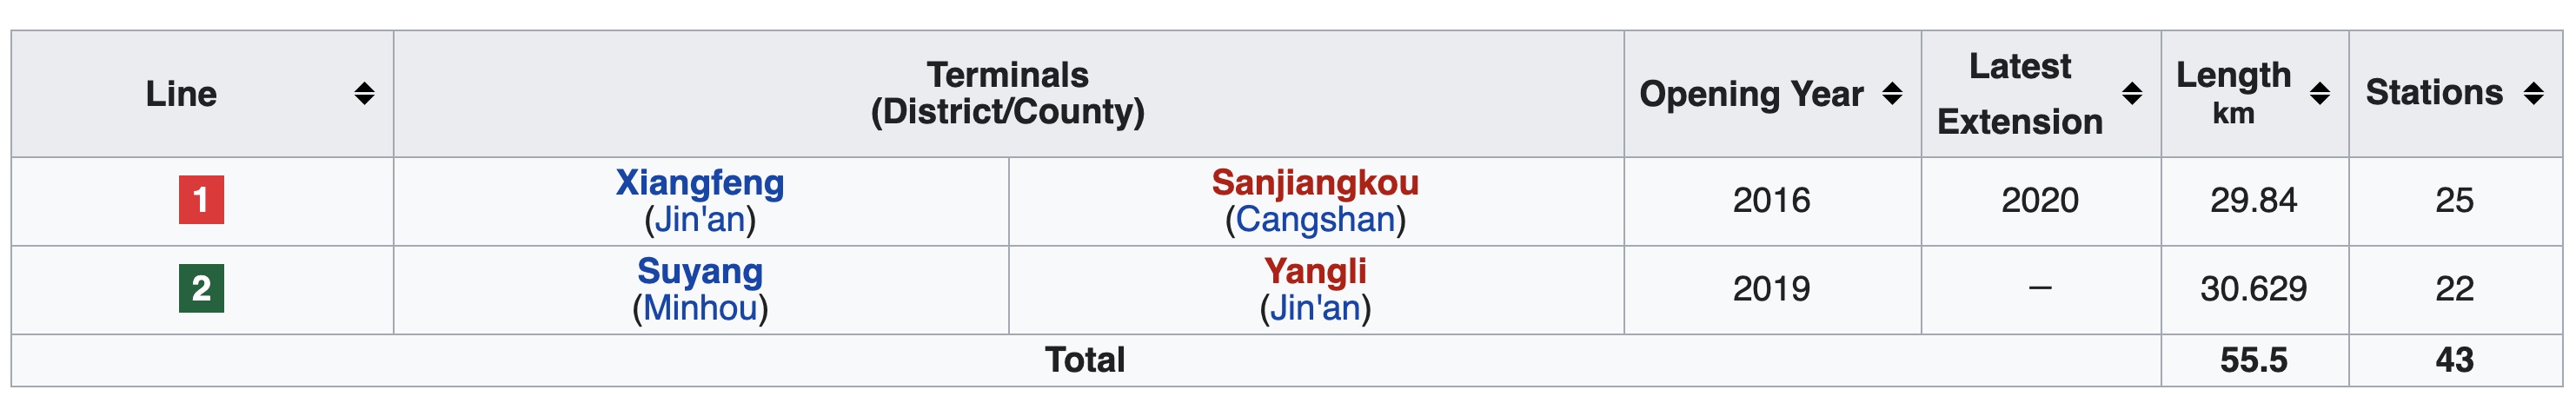 Line Terminals (District/County) Opening Year Latest Extension Length km Stations
1 Xiangfeng (Jin'an) Sanjiangkou (Cangshan) 2016 2020 29.84 25
2 Suyang (Minhou) Yangli (Jin'an) 2019 — 30.629 22
Total 55.5 43